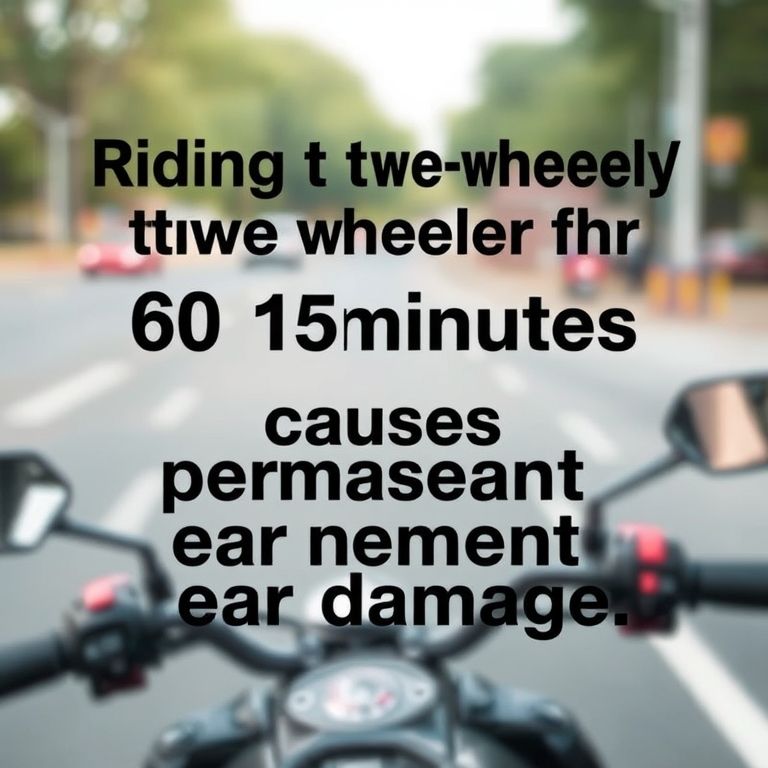 Riding t twe-wheeely
ttıwe wheeler fhr
60 15minutes
causes
permaseant
ear nement
ear damage.